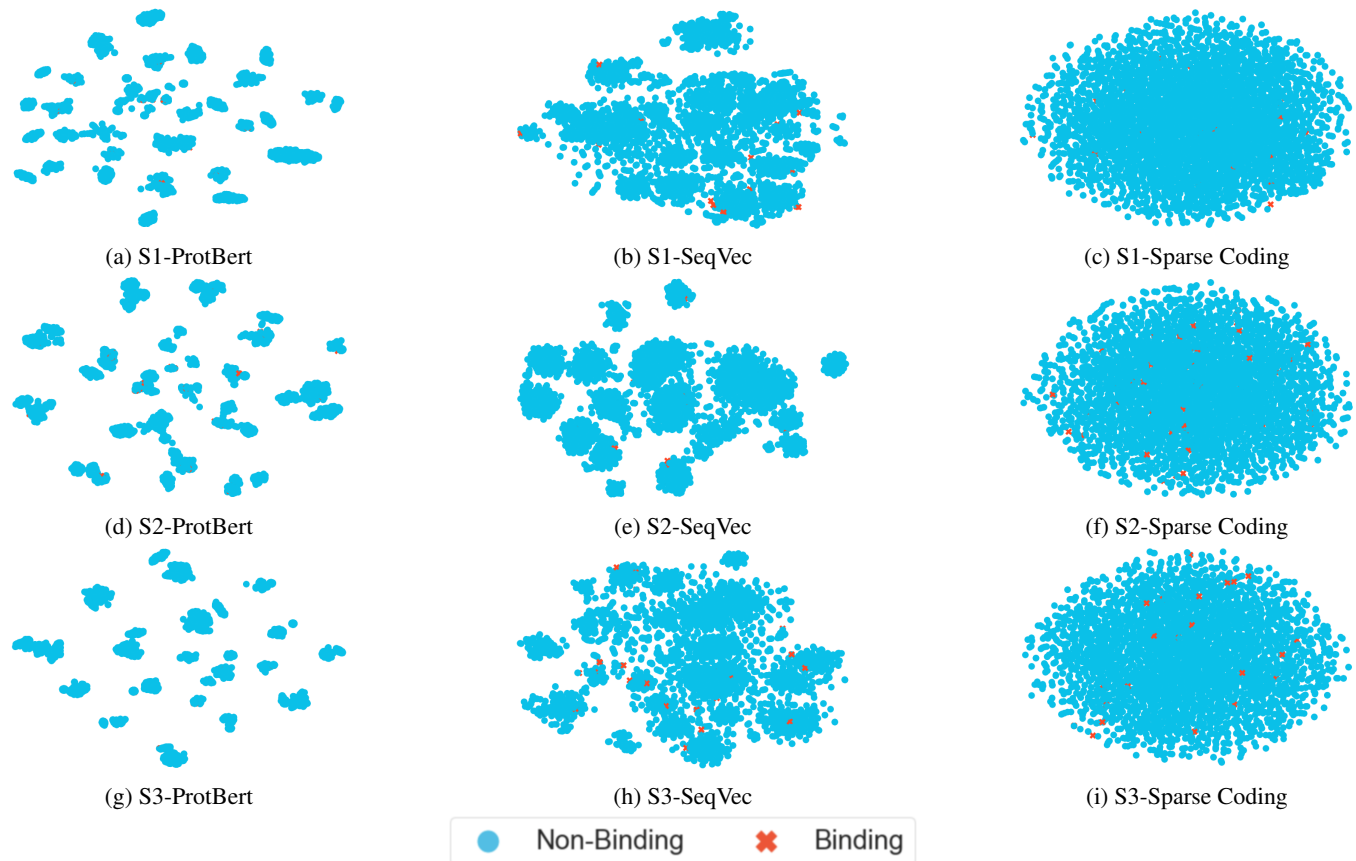 (a) S1-ProtBert
(b) S1-SeqVec
(c) S1-Sparse Coding
(d) S2-ProtBert
(e) S2-SeqVec
(f) S2-Sparse Coding
(g) S3-ProtBert
(h) S3-SeqVec
(i) S3-Sparse Coding
Non-Binding
Binding